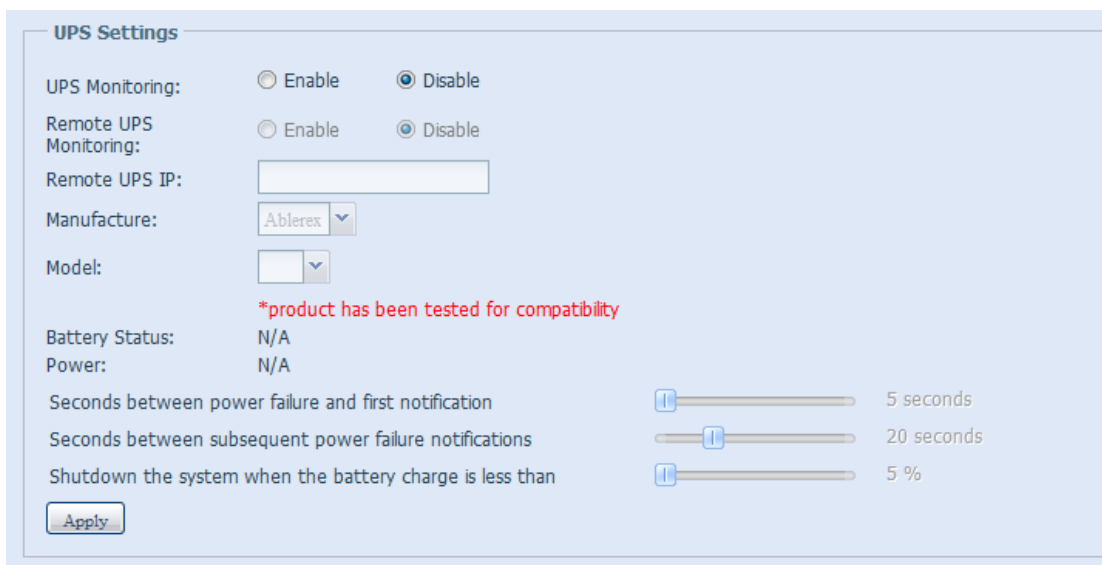 UPS Settings
UPS Monitoring: Enable Disable
Remote UPS
Monitoring: Enable Disable
Remote UPS IP:
Manufacture: Ablerex
Model:
*product has been tested for compatibility
Battery Status: N/A
Power: N/A
Seconds between power failure and first notification 5 seconds
Seconds between subsequent power failure notifications 20 seconds
Shutdown the system when the battery charge is less than 5 %
Apply